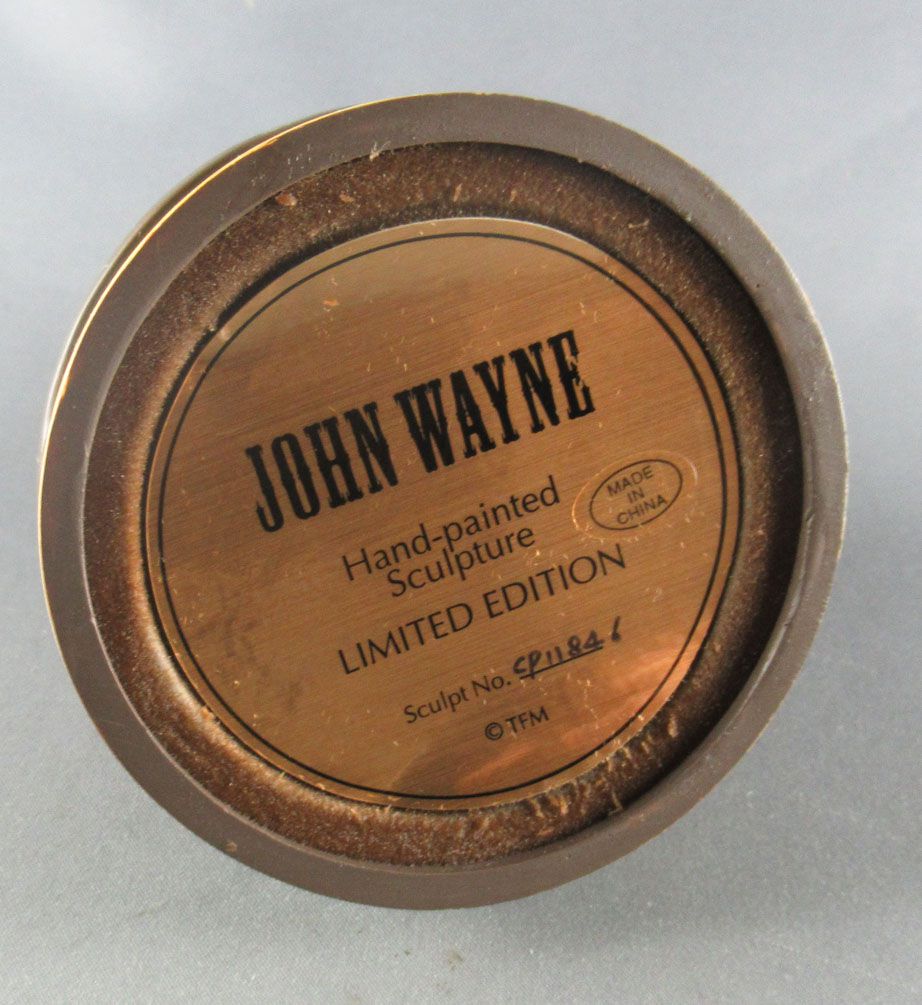 JOHN WAYNE
Hand-painted
Sculpture
MADE
IN
CHINA
LIMITED EDITION
Sculpt No. CP11846
© TFM